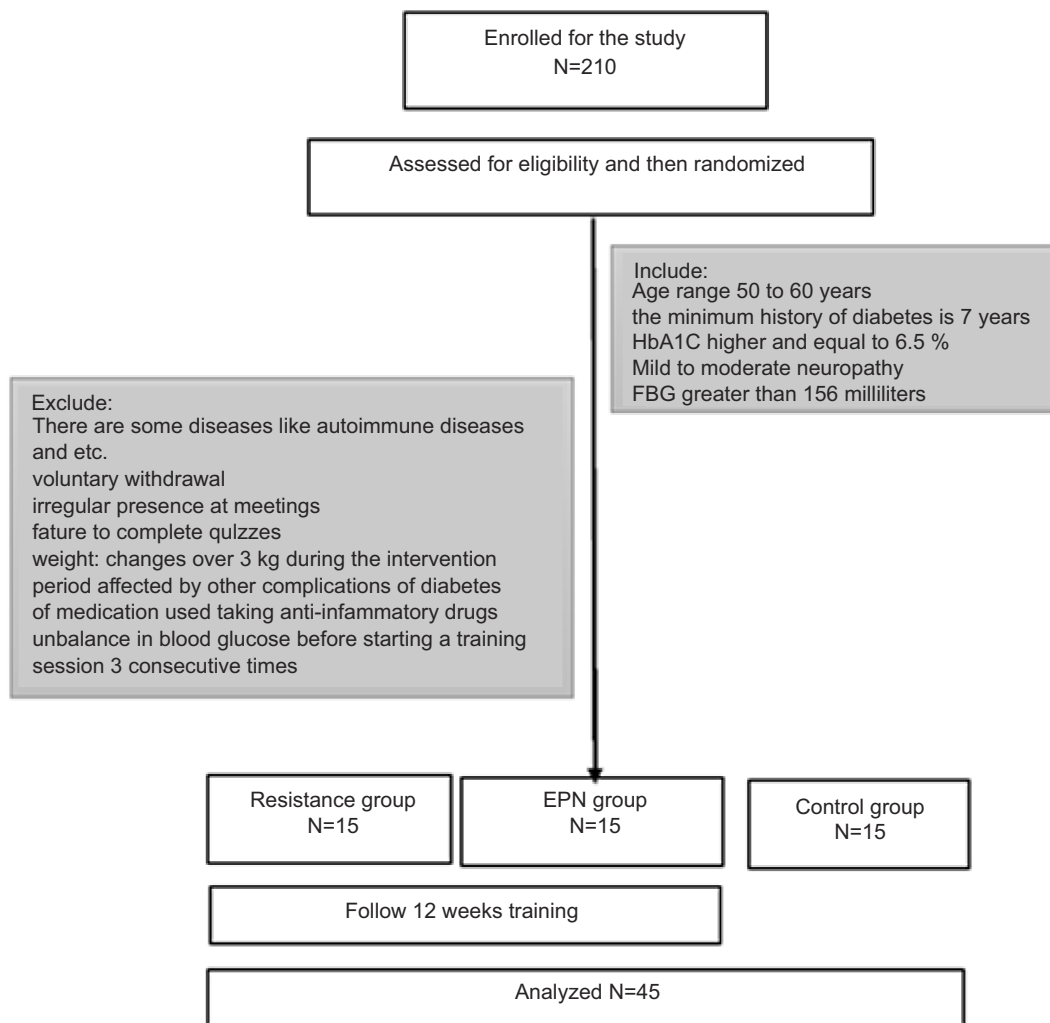 Enrolled for the study
N=210
Assessed for eligibility and then randomized
Include:
Age range 50 to 60 years
the minimum history of diabetes is 7 years
HbA1C higher and equal to 6.5 %
Mild to moderate neuropathy
FBG greater than 156 milliliters
Exclude:
There are some diseases like autoimmune diseases
and etc.
voluntary withdrawal
irregular presence at meetings
fature to complete qulzzes
weight: changes over 3 kg during the intervention
period affected by other complications of diabetes
of medication used taking anti-infammatory drugs
unbalance in blood glucose before starting a training
session 3 consecutive times
Resistance group
N=15
EPN group
N=15
Control group
N=15
Follow 12 weeks training
Analyzed N=45